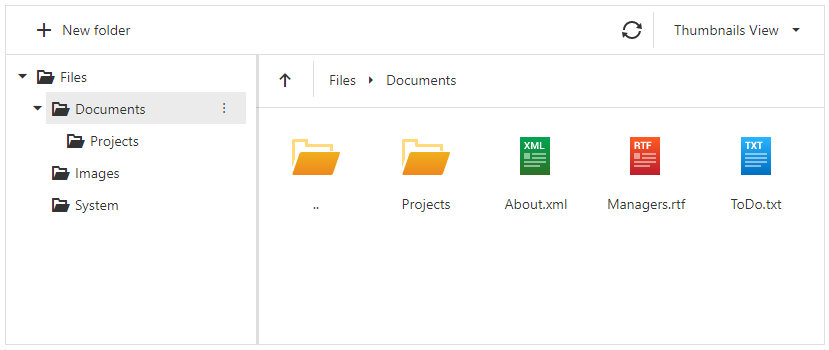 New folder
Thumbnails View
Files
Documents
Projects
Images
System
Files Documents
..
Projects
XML
About.xml
RTF
Managers.rtf
TXT
ToDo.txt